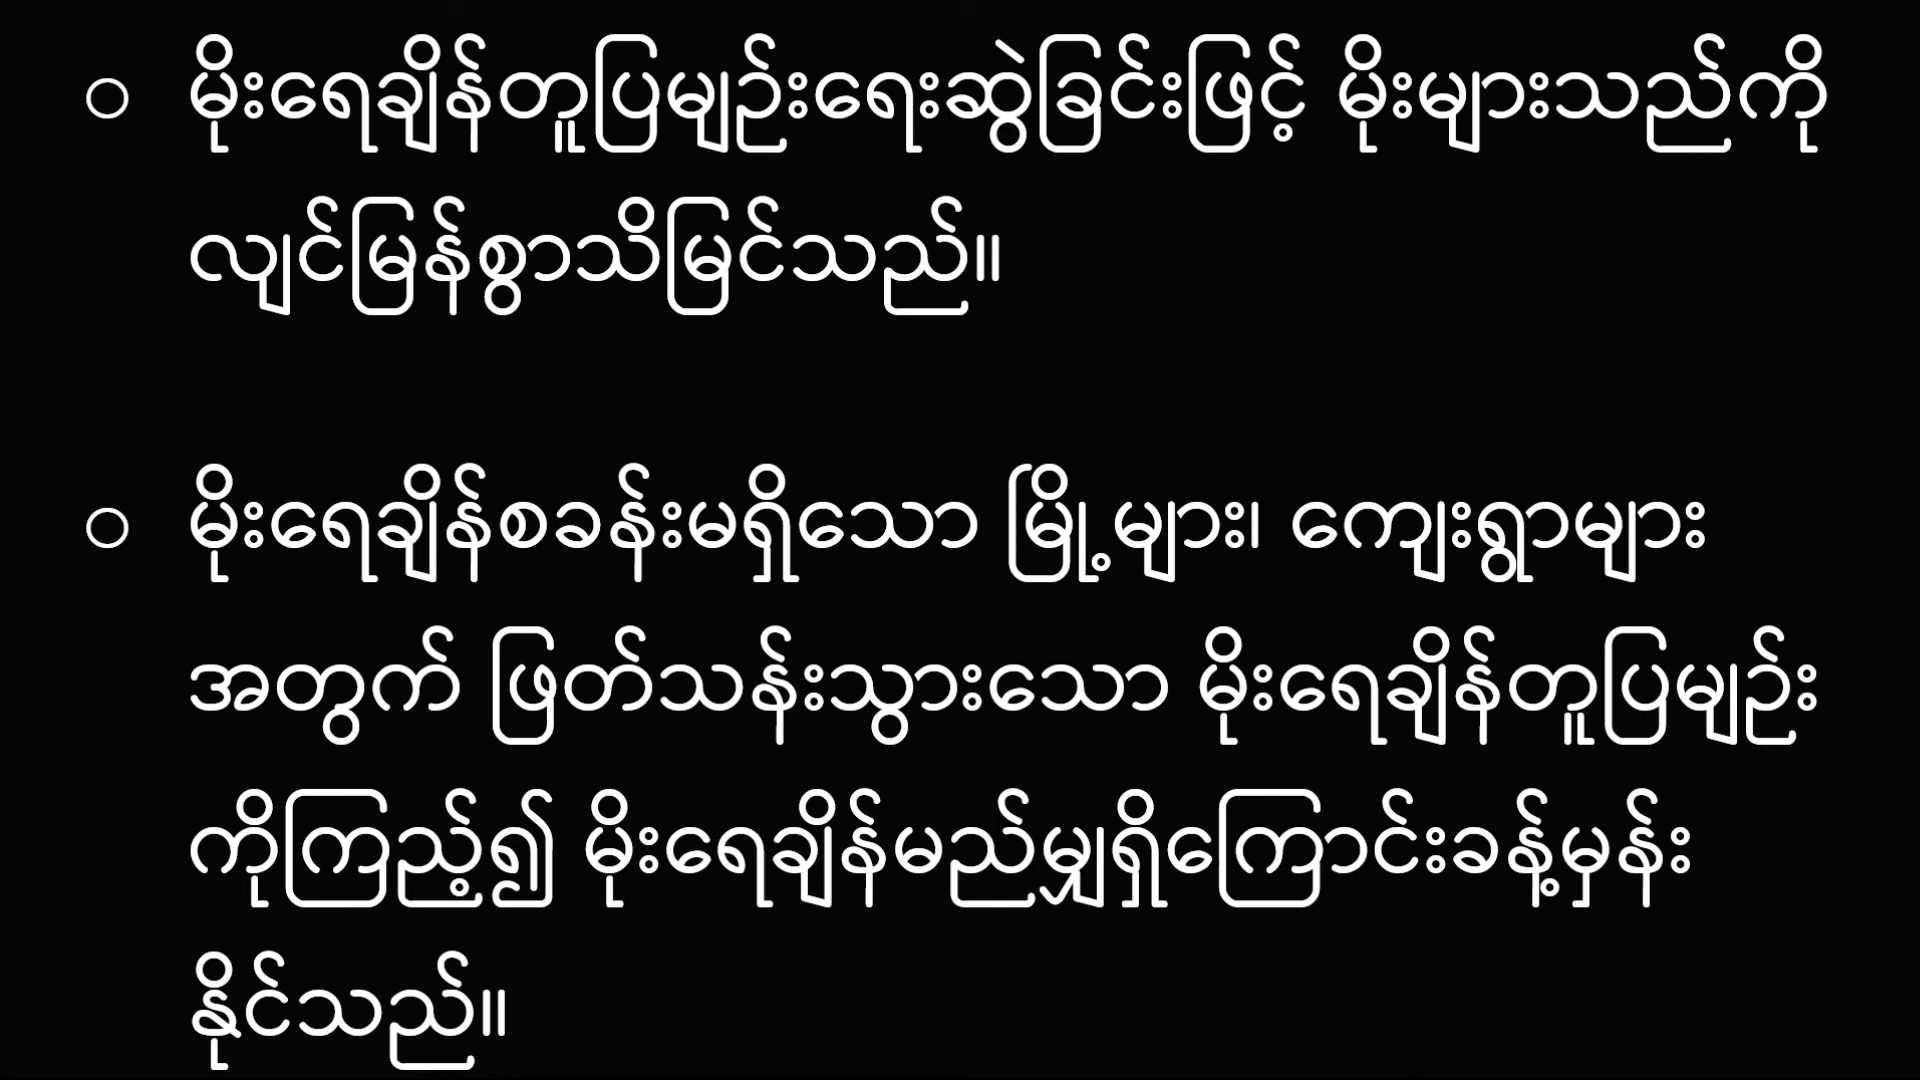 ○ မိုးရေချိန်တူပြမျဉ်းရေးဆွဲခြင်းဖြင့် မိုးများသည်ကို
လျင်မြန်စွာသိမြင်သည်။
○ မိုးရေချိန်စခန်းမရှိသော မြို့များ၊ ကျေးရွာများ
အတွက် ဖြတ်သန်းသွားသော မိုးရေချိန်တူပြမျဉ်း
ကိုကြည့်၍ မိုးရေချိန်မည်မျှရှိကြောင်းခန့်မှန်း
နိုင်သည်။